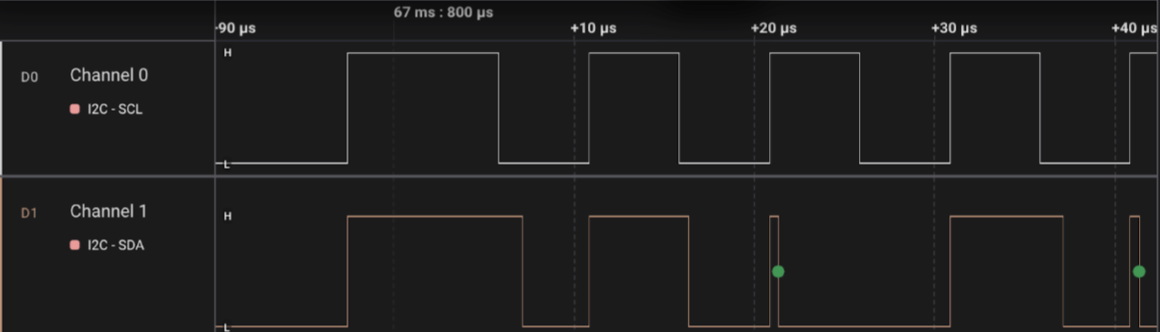 67 ms : 800 µs
-90 µs +10 µs +20 µs +30 µs +40 µs
D0 Channel 0
I2C - SCL
H
L
D1 Channel 1
I2C - SDA
H
L